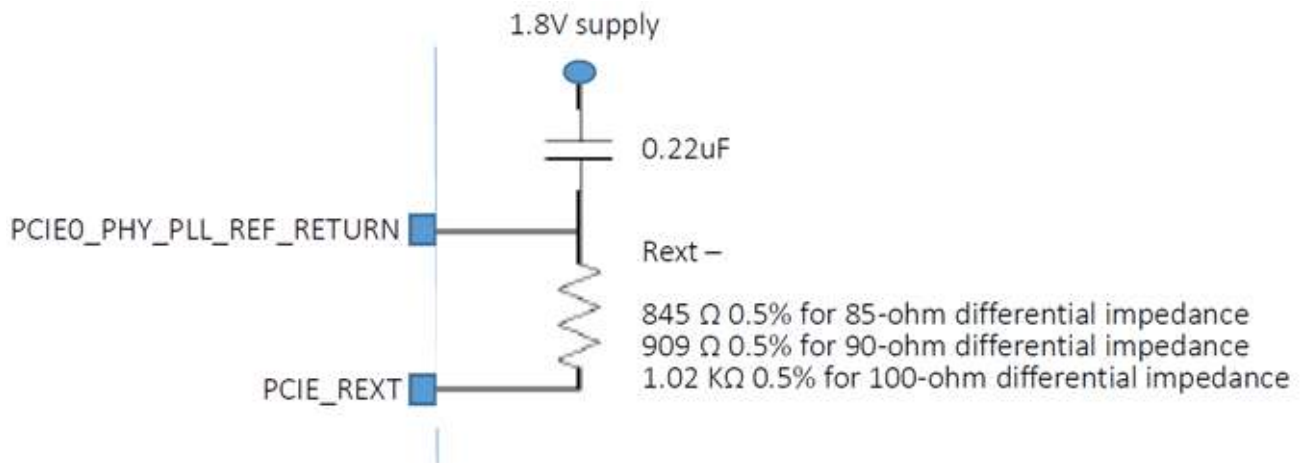 1.8V supply
0.22uF
PCIE0_PHY_PLL_REF_RETURN
Rext –
845 Ω 0.5% for 85-ohm differential impedance
909 Ω 0.5% for 90-ohm differential impedance
1.02 KΩ 0.5% for 100-ohm differential impedance
PCIE_REXT